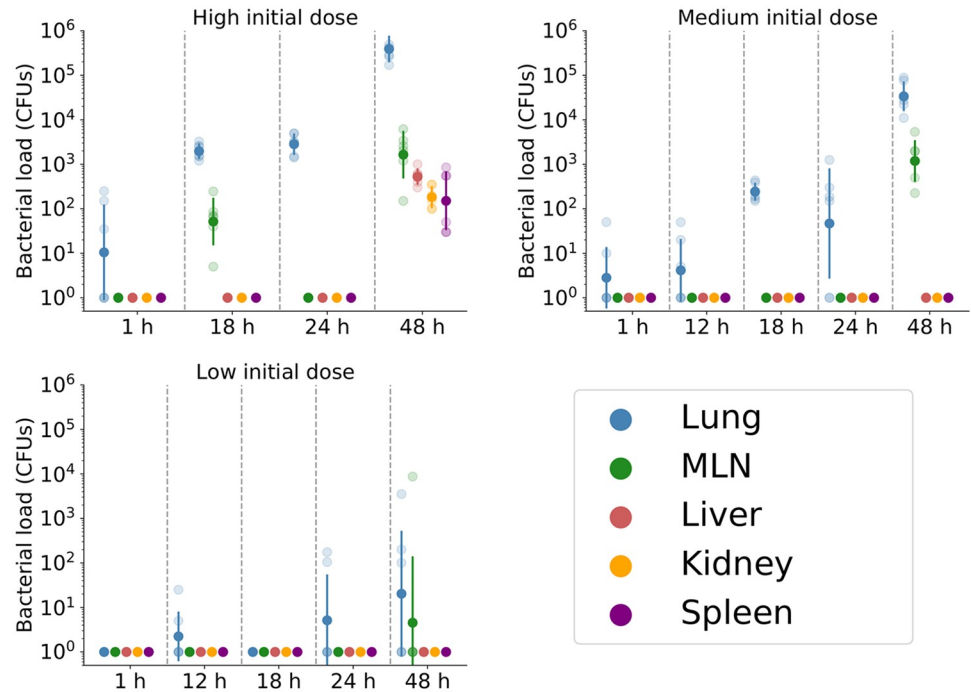 High initial dose
Bacterial load (CFUs)
10⁶
10⁵
10⁴
10³
10²
10¹
10⁰
1 h 18 h 24 h 48 h
Medium initial dose
Bacterial load (CFUs)
10⁶
10⁵
10⁴
10³
10²
10¹
10⁰
1 h 12 h 18 h 24 h 48 h
Low initial dose
Bacterial load (CFUs)
10⁶
10⁵
10⁴
10³
10²
10¹
10⁰
1 h 12 h 18 h 24 h 48 h
Lung
MLN
Liver
Kidney
Spleen